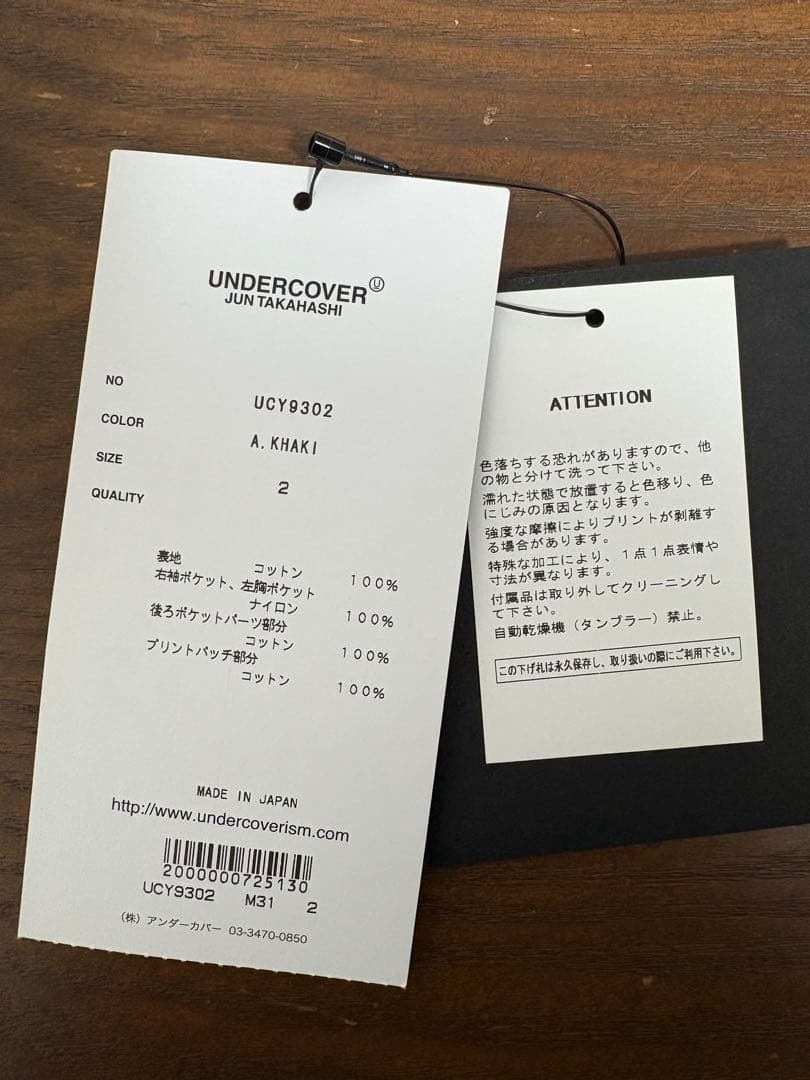 UNDERCOVER Ⓤ
JUN TAKAHASHI
NO UCY9302
COLOR A.KHAKI
SIZE 2
QUALITY
表地
コットン 100%
右袖ポケット、左胸ポケット
ナイロン 100%
後ろポケットパーツ部分
コットン 100%
プリントパッチ部分
コットン 100%
MADE IN JAPAN
http://www.undercoverism.com
2000000725130
UCY9302 M31 2
(株) アンダーカバー 03-3470-0850
ATTENTION
色落ちする恐れがありますので、他
の物と分けて洗って下さい。
濡れた状態で放置すると色移り、色
にじみの原因となります。
強度な摩擦によりプリントが剥離す
る場合があります。
特殊な加工により、1点1点表情や
寸法が異なります。
付属品は取り外してクリーニングし
て下さい。
自動乾燥機(タンブラー)禁止。
この下げ札は永久保存し、取り扱いの際にご利用下さい。